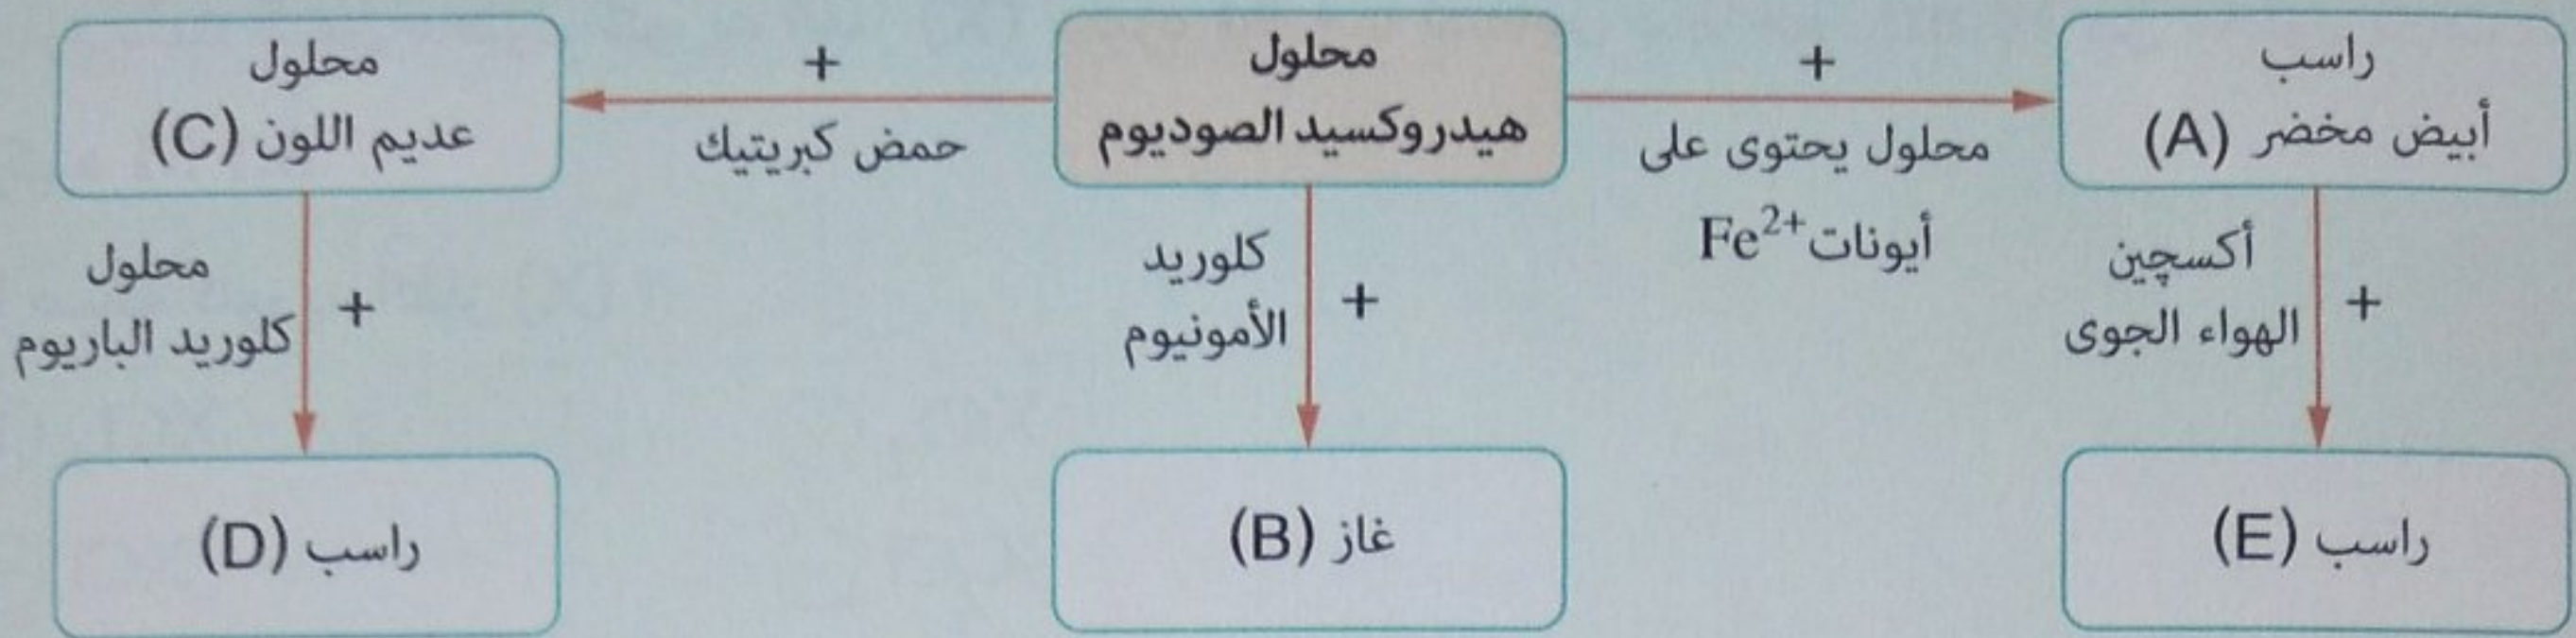 راسب
أبيض مخضر (A)
+
محلول يحتوى على
أيونات Fe²⁺
محلول
هيدروكسيد الصوديوم
+
حمض كبريتيك
محلول
عديم اللون (C)
أكسچين
الهواء الجوى
+
كلوريد
الأمونيوم
+
محلول
كلوريد الباريوم
+
راسب (E)
غاز (B)
راسب (D)